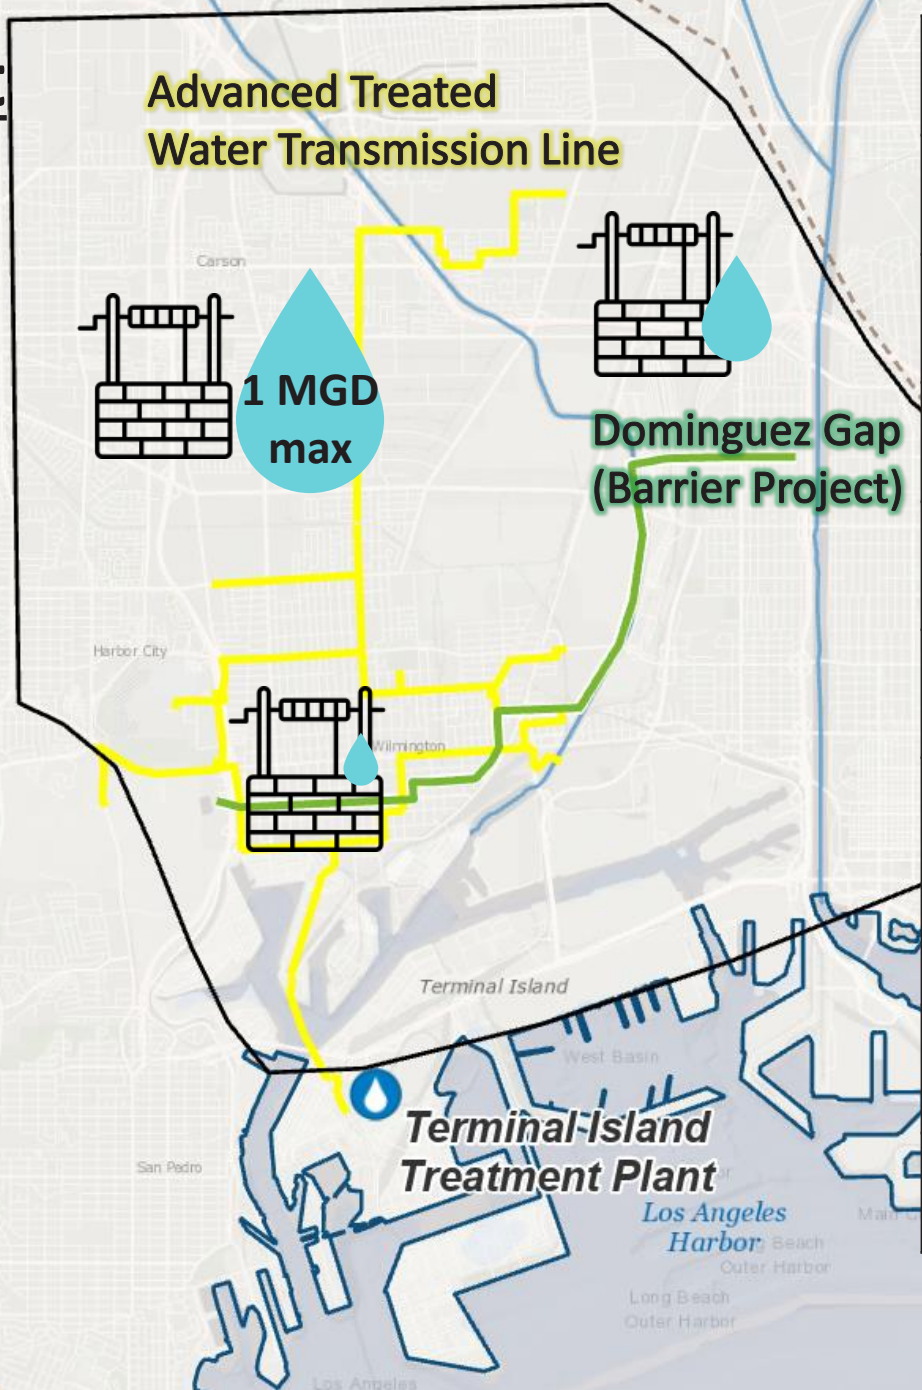 Advanced Treated
Water Transmission Line
Carson
1 MGD
max
Dominguez Gap
(Barrier Project)
Harbor City
Wilmington
Terminal Island
West Basin
Terminal Island
Treatment Plant
San Pedro
Los Angeles
Harbor
Beach
Outer Harbor
Long Beach
Outer Harbor
Los Angeles